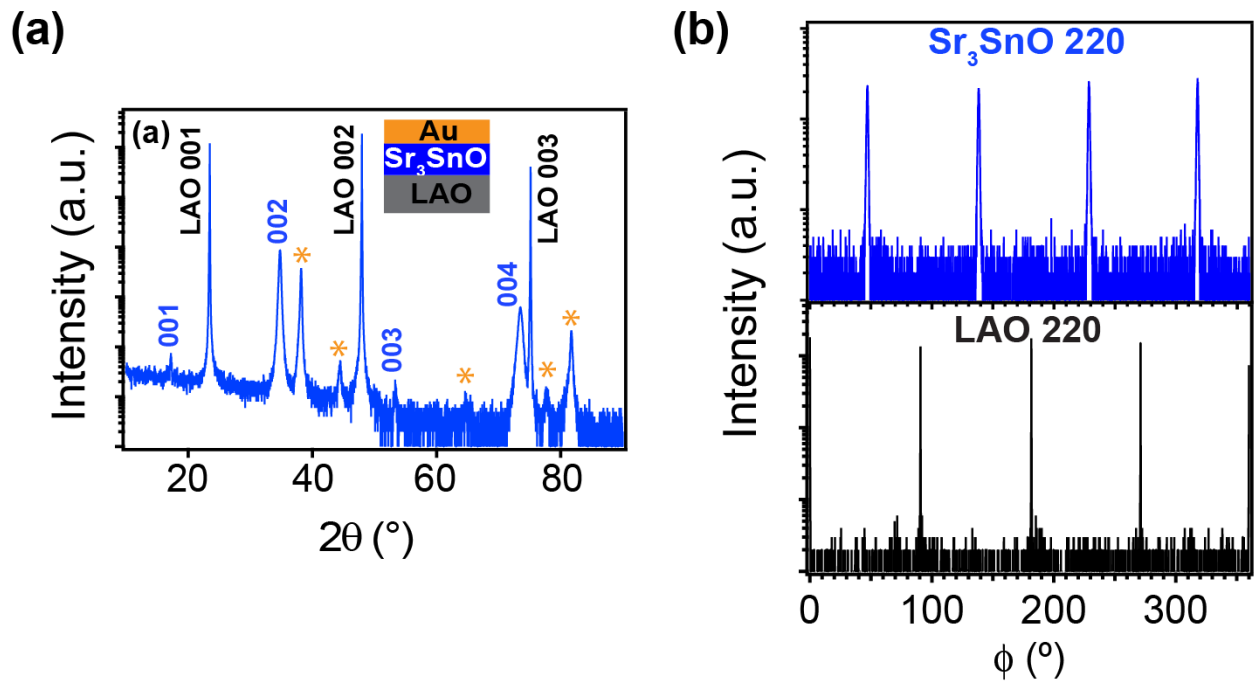 (a)
(b)
Intensity (a.u.)
(a)
LAO 001
LAO 002
LAO 003
001
002
003
004
*
*
*
*
*
Au
Sr₃SnO
LAO
20
40
60
80
2θ (°)
Intensity (a.u.)
Sr₃SnO 220
LAO 220
0
100
200
300
ϕ (º)